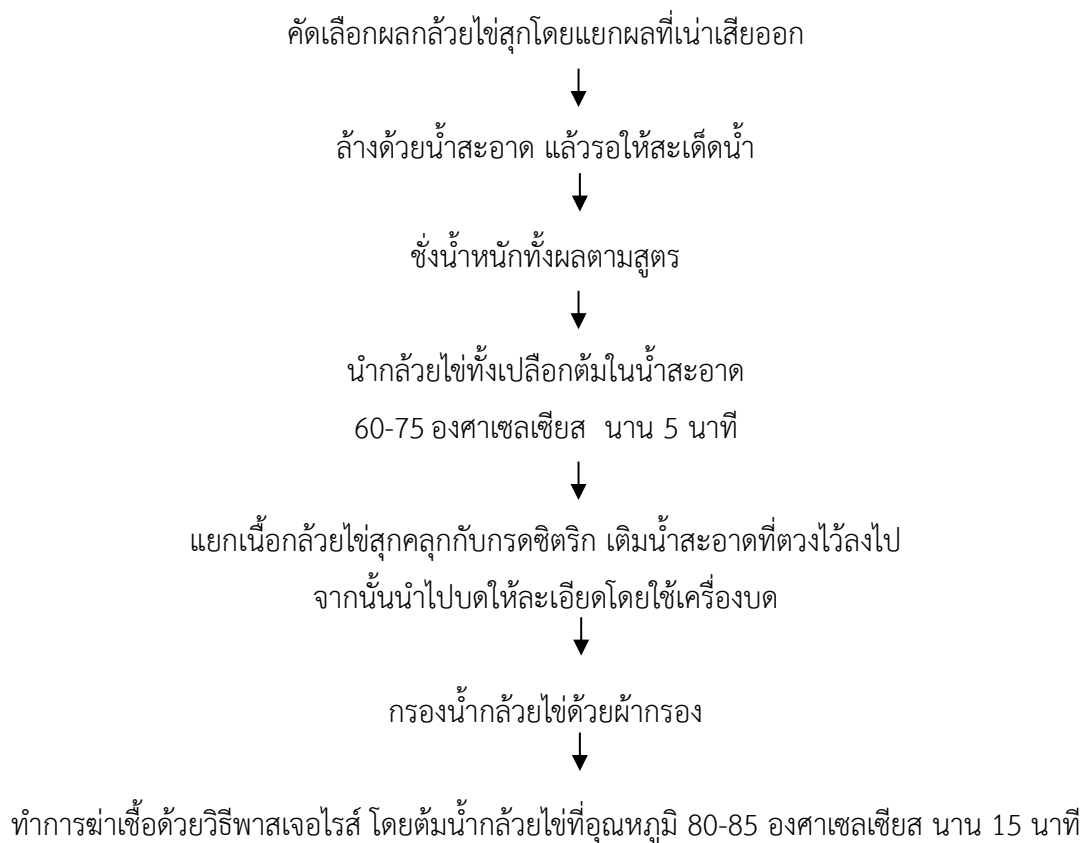 คัดเลือกผลกล้วยไข่สุกโดยแยกผลที่เน่าเสียออก
ล้างด้วยน้ำสะอาด แล้วรอให้สะเด็ดน้ำ
ชั่งน้ำหนักทั้งผลตามสูตร
นำกล้วยไข่ทั้งเปลือกต้มในน้ำสะอาด
60-75 องศาเซลเซียส นาน 5 นาที
แยกเนื้อกล้วยไข่สุกคลุกกับกรดซิตริก เติมน้ำสะอาดที่ตวงไว้ลงไป
จากนั้นนำไปบดให้ละเอียดโดยใช้เครื่องบด
กรองน้ำกล้วยไข่ด้วยผ้ากรอง
ทำการฆ่าเชื้อด้วยวิธีพาสเจอไรส์ โดยต้มน้ำกล้วยไข่ที่อุณหภูมิ 80-85 องศาเซลเซียส นาน 15 นาที